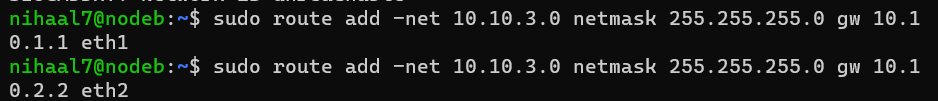 nihaal7@nodeb:~$ sudo route add -net 10.10.3.0 netmask 255.255.255.0 gw 10.1
0.1.1 eth1
nihaal7@nodeb:~$ sudo route add -net 10.10.3.0 netmask 255.255.255.0 gw 10.1
0.2.2 eth2